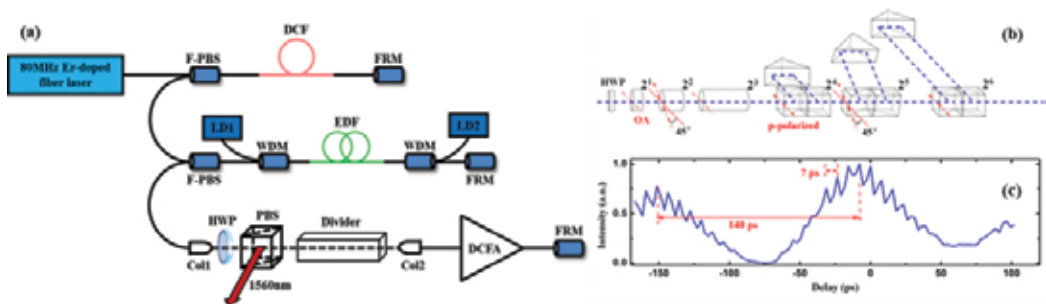 (a)
DCF
F-PBS
FRM
80MHz Er-doped
fiber laser
LD1
EDF
LD2
WDM
WDM
F-PBS
FRM
HWP
PBS
Divider
Col1
Col2
DCFA
FRM
1560nm
(b)
HWP
2¹
2²
2³
2⁴
2⁵
2⁶
OA
45°
p-polarized
45°
(c)
1.0
0.5
0.0
Intensity (a.u.)
7 ps
140 ps
-150
-100
-50
0
50
100
Delay (ps)